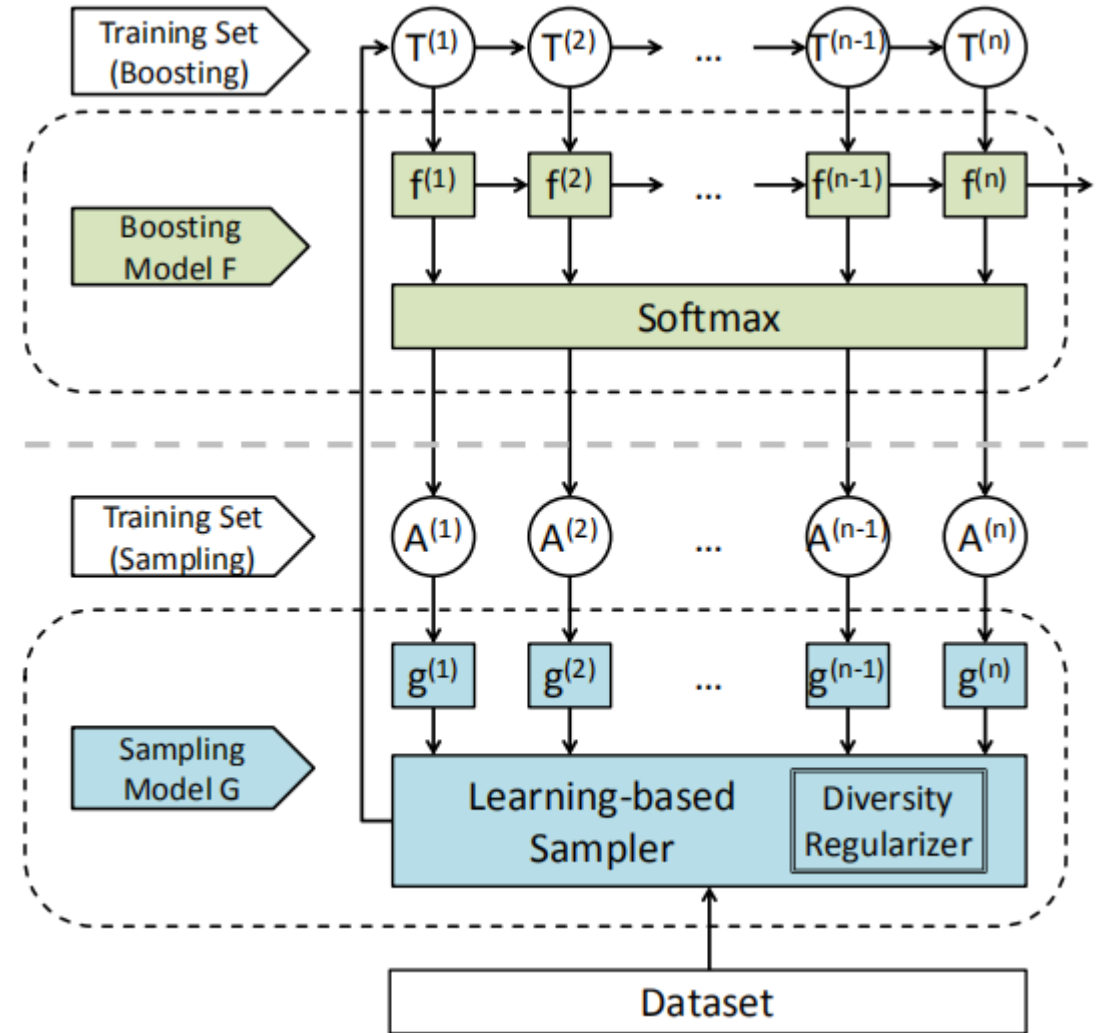 Training Set
(Boosting)
T(1) T(2) ... T(n-1) T(n)
Boosting
Model F
f(1) f(2) ... f(n-1) f(n)
Softmax
Training Set
(Sampling)
A(1) A(2) ... A(n-1) A(n)
g(1) g(2) ... g(n-1) g(n)
Sampling
Model G
Learning-based
Sampler
Diversity
Regularizer
Dataset